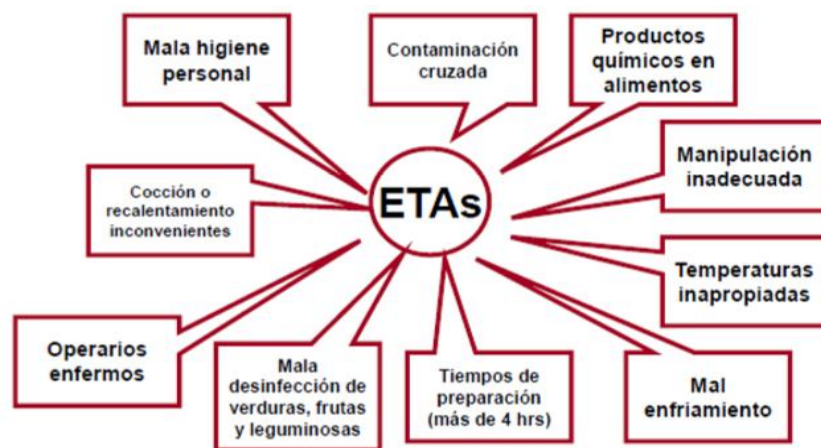 Mala higiene
personal
Contaminación
cruzada
Productos
químicos en
alimentos
Cocción o
recalentamiento
inconvenientes
ETAs
Manipulación
inadecuada
Temperaturas
inapropiadas
Operarios
enfermos
Mala
desinfección de
verduras, frutas
y leguminosas
Tiempos de
preparación
(más de 4 hrs)
Mal
enfriamiento